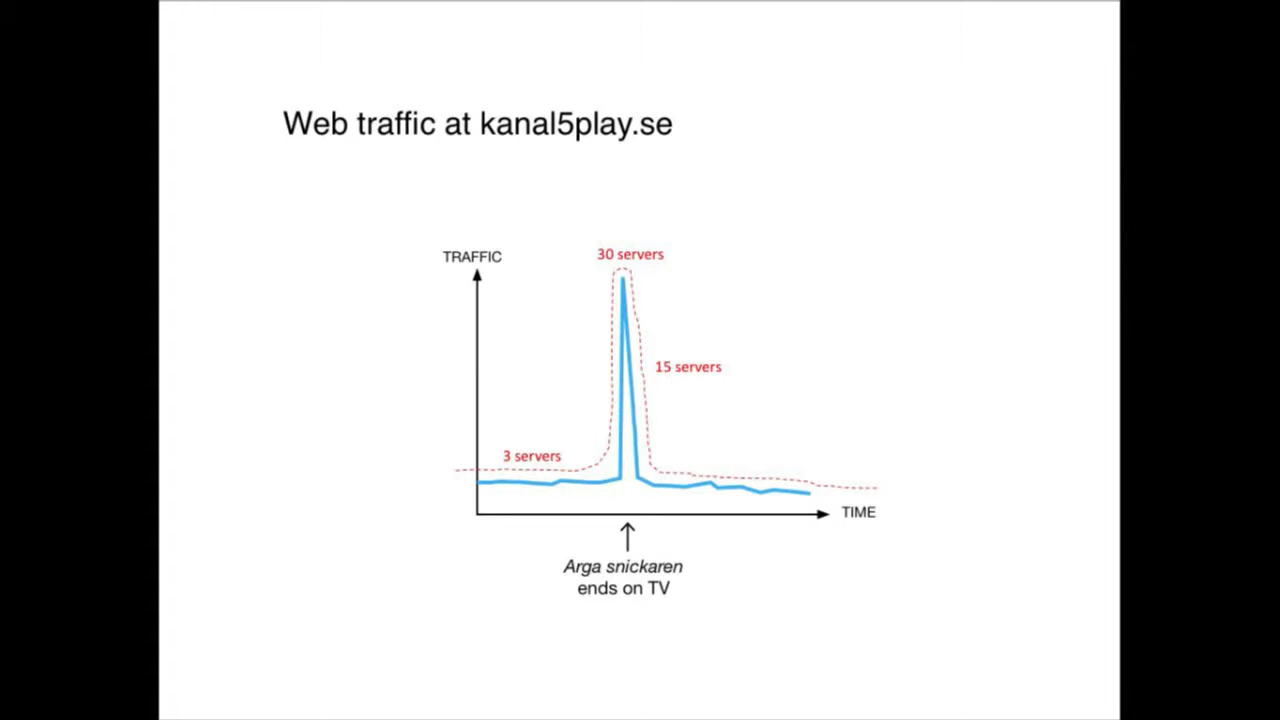 Web traffic at kanal5play.se
30 servers
TRAFFIC
15 servers
3 servers
TIME
Arga snickaren
ends on TV